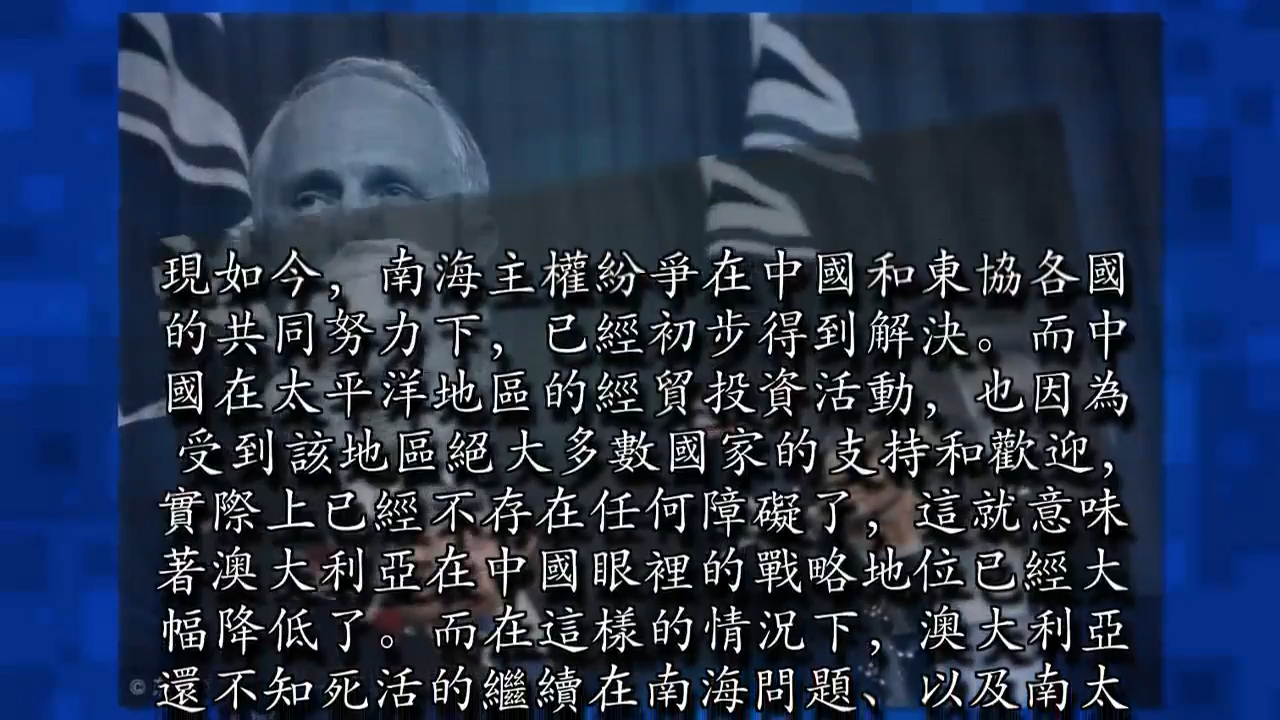 現如今，南海主權紛爭在中國和東協各國
的共同努力下，已經初步得到解決。而中
國在太平洋地區的經貿投資活動，也因為
受到該地區絕大多數國家的支持和歡迎，
實際上已經不存在任何障礙了，這就意味
著澳大利亞在中國眼裡的戰略地位已經大
幅降低了。而在這樣的情況下，澳大利亞
還不知死活的繼續在南海問題、以及南太
©